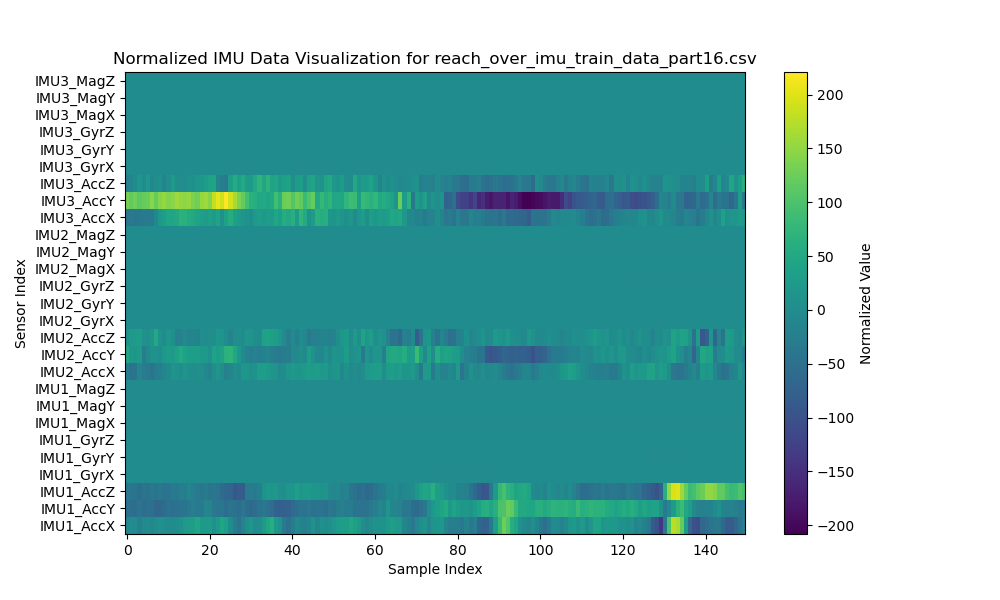 Normalized IMU Data Visualization for reach_over_imu_train_data_part16.csv
IMU3_MagZ
IMU3_MagY
IMU3_MagX
IMU3_GyrZ
IMU3_GyrY
IMU3_GyrX
IMU3_AccZ
IMU3_AccY
IMU3_AccX
IMU2_MagZ
IMU2_MagY
IMU2_MagX
IMU2_GyrZ
IMU2_GyrY
IMU2_GyrX
IMU2_AccZ
IMU2_AccY
IMU2_AccX
IMU1_MagZ
IMU1_MagY
IMU1_MagX
IMU1_GyrZ
IMU1_GyrY
IMU1_GyrX
IMU1_AccZ
IMU1_AccY
IMU1_AccX
Sensor Index
0 20 40 60 80 100 120 140
Sample Index
200
150
100
50
0
−50
−100
−150
−200
Normalized Value